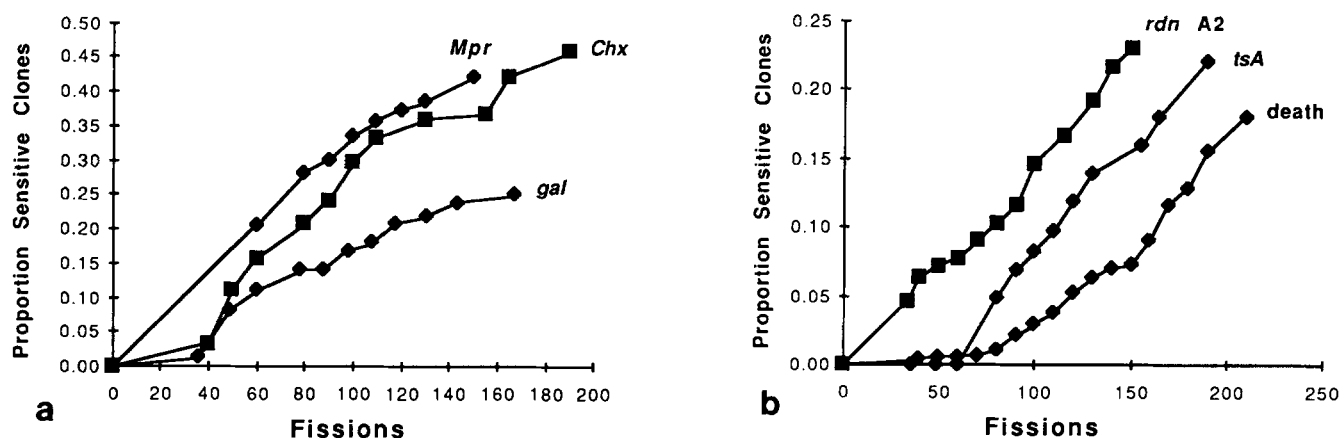 Proportion Sensitive Clones
0.50
0.45
0.40
0.35
0.30
0.25
0.20
0.15
0.10
0.05
0.00
Mpr
Chx
gal
0 20 40 60 80 100 120 140 160 180 200
Fissions
a
Proportion Sensitive Clones
0.25
0.20
0.15
0.10
0.05
0.00
rdn A2
tsA
death
0 50 100 150 200 250
Fissions
b